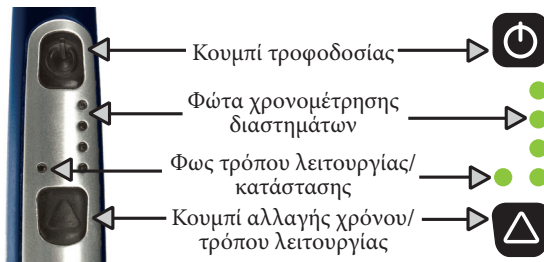 Κουμπί τροφοδοσίας
Φώτα χρονομέτρησης
διαστημάτων
Φως τρόπου λειτουργίας/
κατάστασης
Κουμπί αλλαγής χρόνου/
τρόπου λειτουργίας